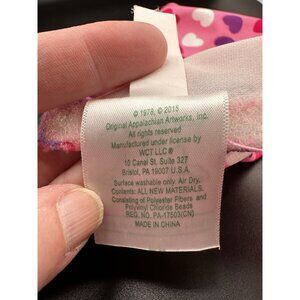 © 1978, © 2015
Original Appalachian Artworks, Inc.
All rights reserved
Manufactured under license by
WCT LLC®
10 Canal St. Suite 327
Bristol, PA 19007 U.S.A.
Surface washable only. Air Dry.
Contents: ALL NEW MATERIALS.
Consisting of Polyester Fibers and
Polyvinyl Chloride Beads
REG. NO. PA-17503(CN)
MADE IN CHINA